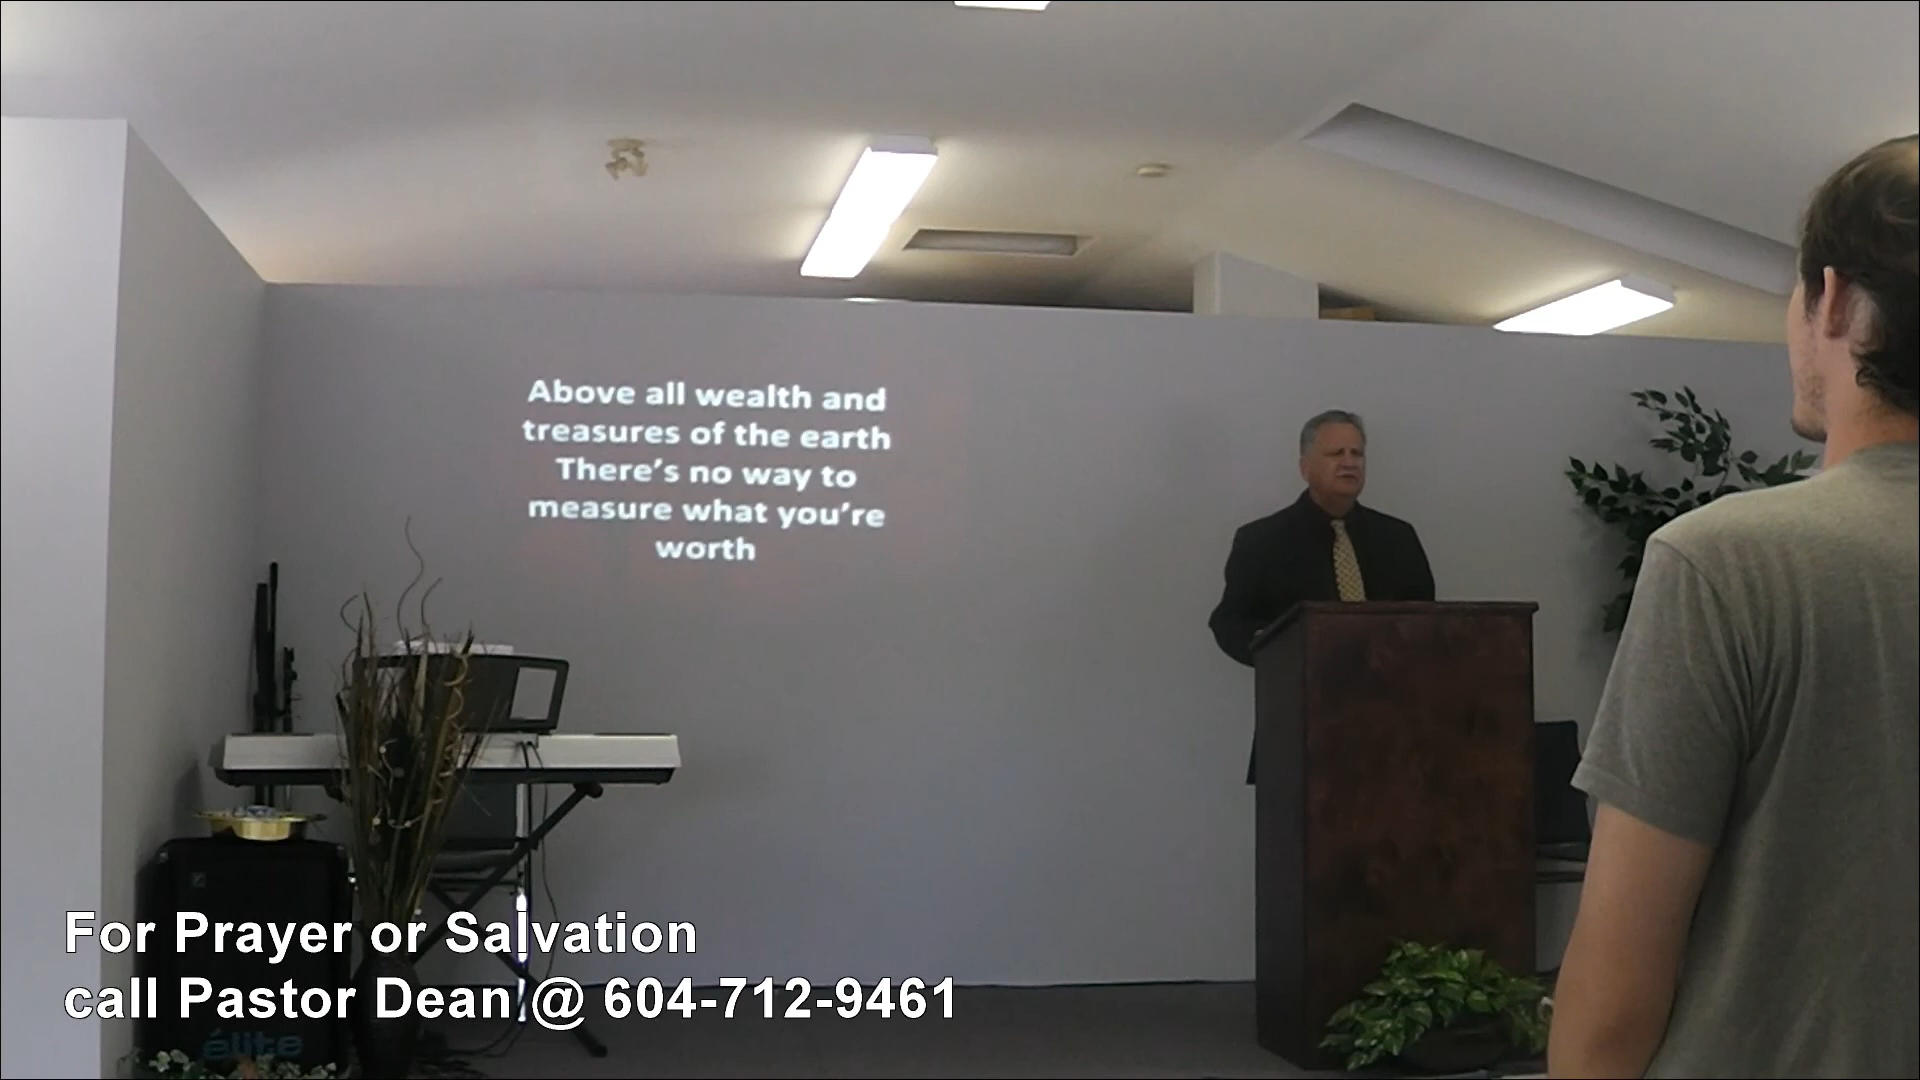 Above all wealth and
treasures of the earth
There's no way to
measure what you're
worth
For Prayer or Salvation
call Pastor Dean @ 604-712-9461
élite